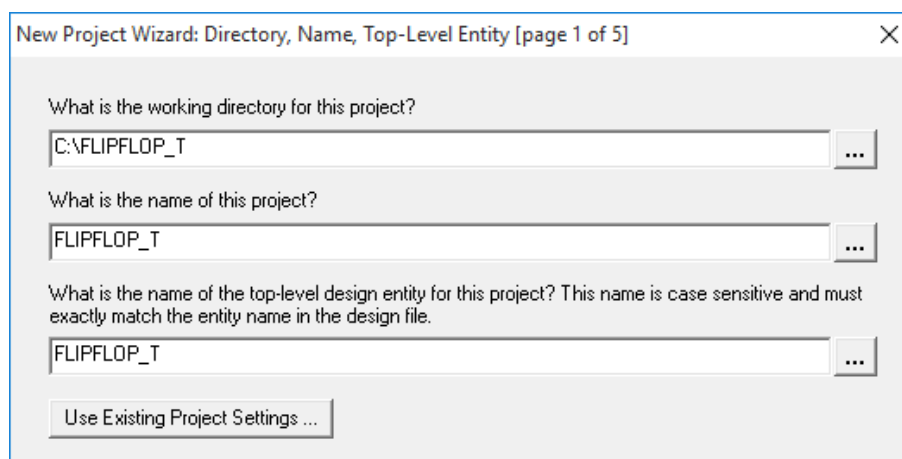 New Project Wizard: Directory, Name, Top-Level Entity [page 1 of 5]
What is the working directory for this project?
C:\FLIPFLOP_T
...
What is the name of this project?
FLIPFLOP_T
...
What is the name of the top-level design entity for this project? This name is case sensitive and must
exactly match the entity name in the design file.
FLIPFLOP_T
...
Use Existing Project Settings ...